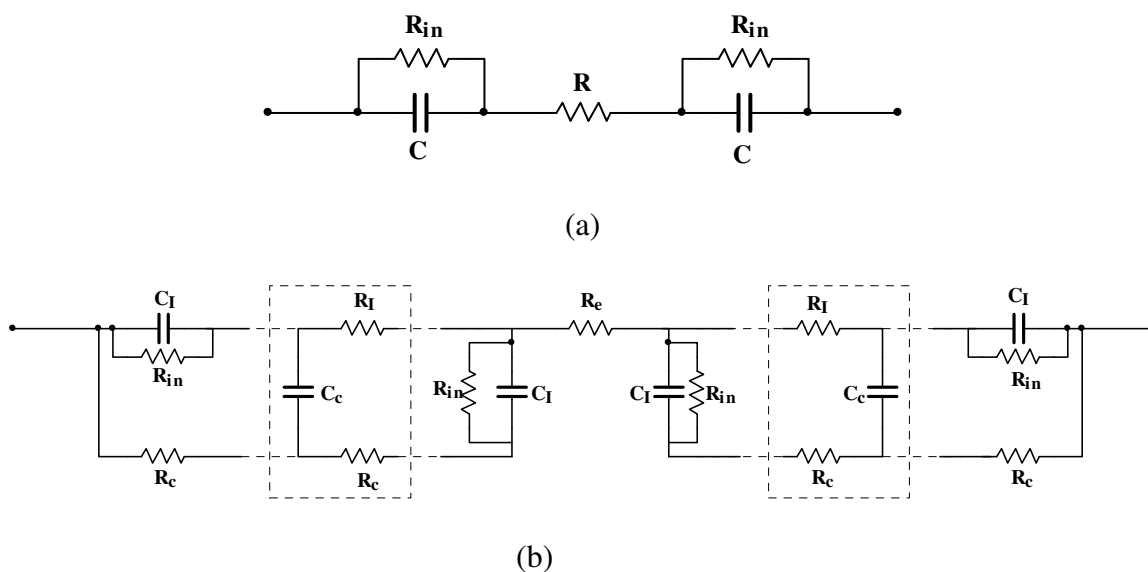 R_in R_in
R
C C
(a)
C_I R_I R_e R_I C_I
R_in R_in
C_c R_in C_I C_I R_in C_c
R_c R_c R_c R_c
(b)